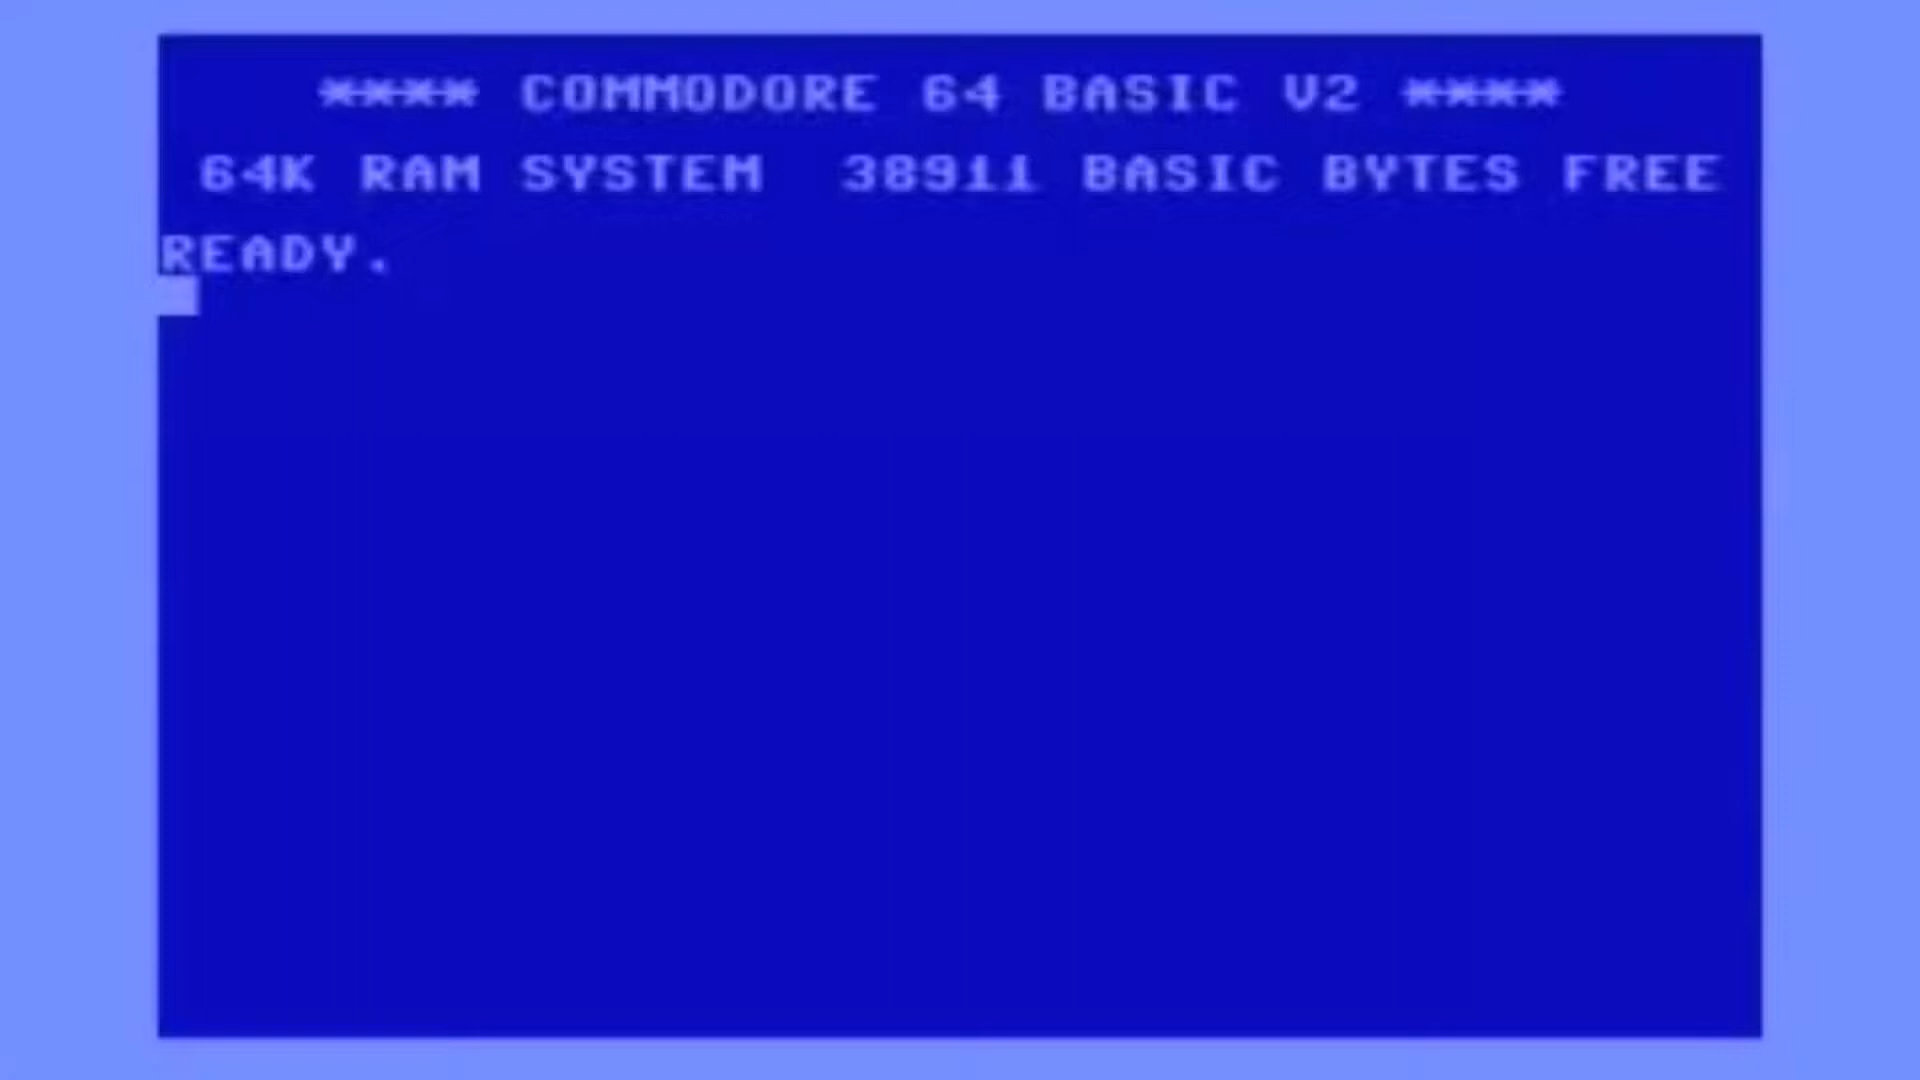 **** COMMODORE 64 BASIC V2 ****
64K RAM SYSTEM  38911 BASIC BYTES FREE
READY.